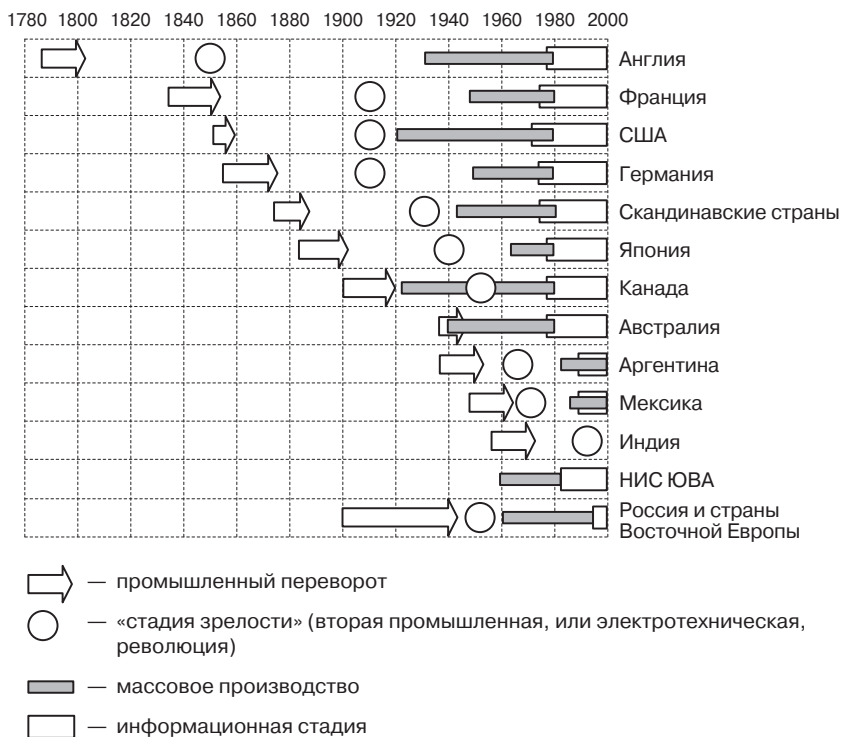 1780 1800 1820 1840 1860 1880 1900 1920 1940 1960 1980 2000
Англия
Франция
США
Германия
Скандинавские страны
Япония
Канада
Австралия
Аргентина
Мексика
Индия
НИС ЮВА
Россия и страны
Восточной Европы
— промышленный переворот
— «стадия зрелости» (вторая промышленная, или электротехническая,
революция)
— массовое производство
— информационная стадия